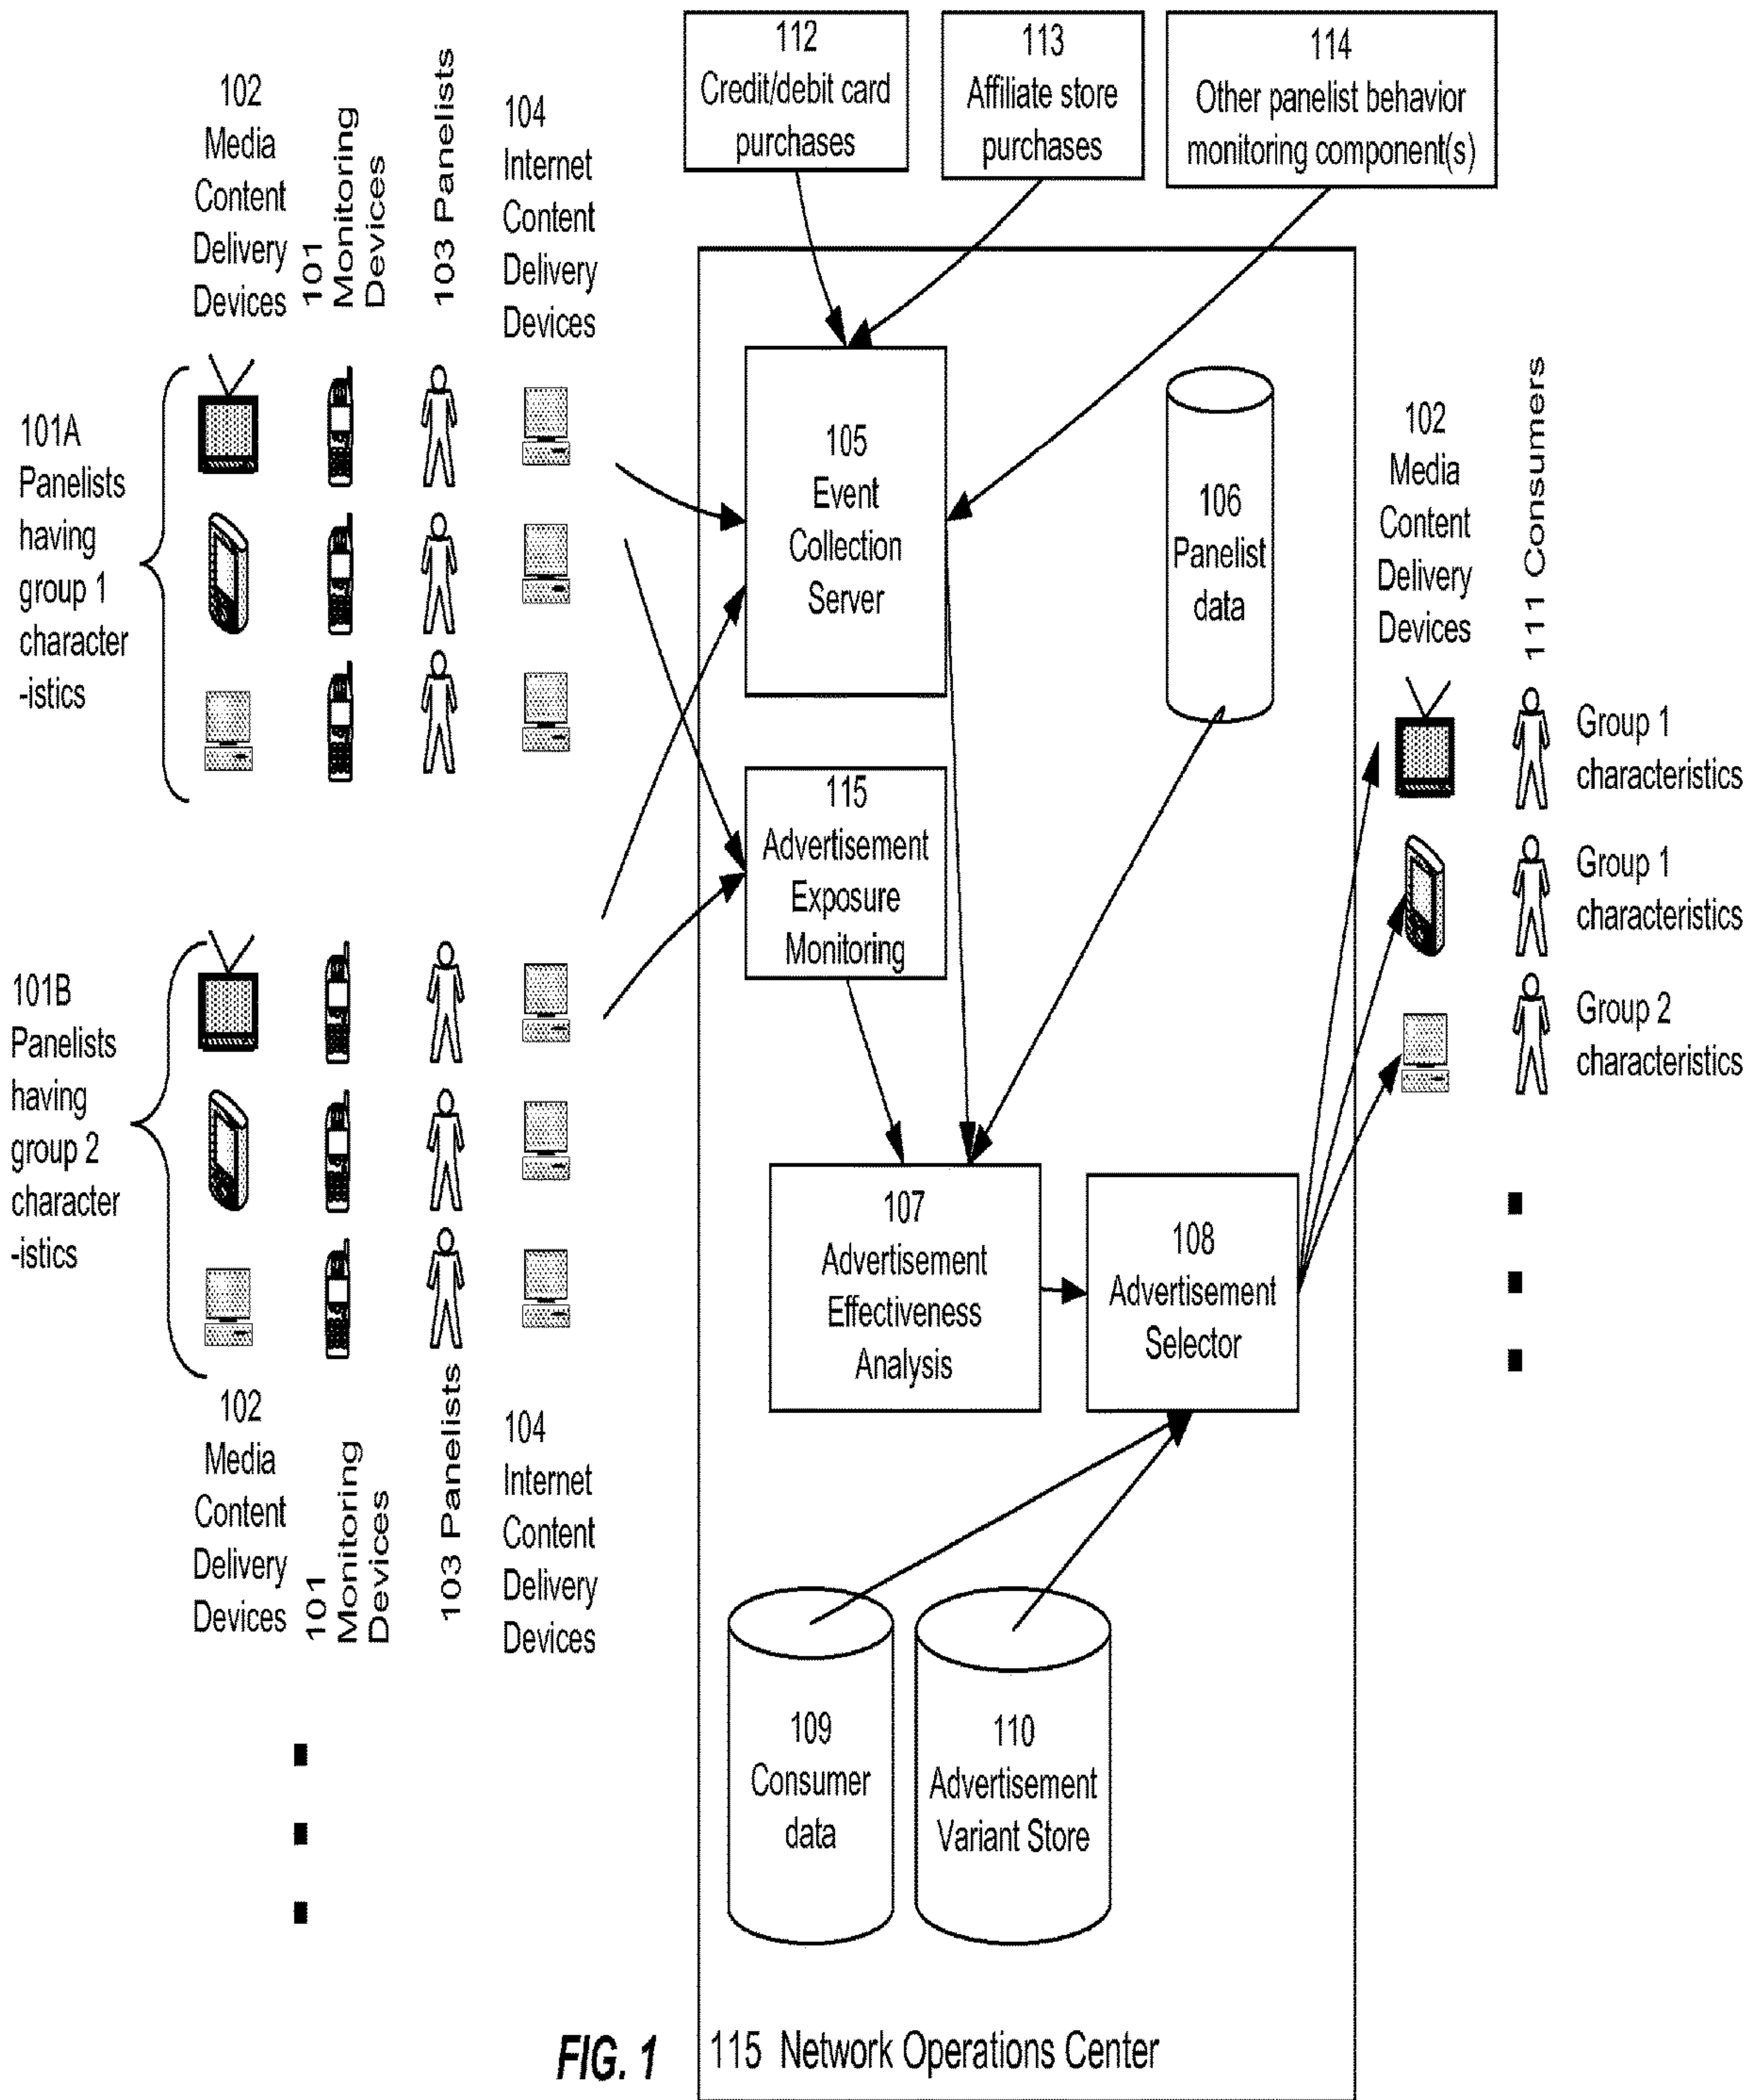 112
Credit/debit card
purchases
113
Affiliate store
purchases
114
Other panelist behavior
monitoring component(s)
102
Media
Content
Delivery
Devices
101
Monitoring
Devices
103 Panelists
104
Internet
Content
Delivery
Devices
101A
Panelists
having
group 1
character
-istics
105
Event
Collection
Server
106
Panelist
data
102
Media
Content
Delivery
Devices
111 Consumers
Group 1
characteristics
Group 1
characteristics
Group 2
characteristics
115
Advertisement
Exposure
Monitoring
101B
Panelists
having
group 2
character
-istics
107
Advertisement
Effectiveness
Analysis
108
Advertisement
Selector
102
Media
Content
Delivery
Devices
101
Monitoring
Devices
103 Panelists
104
Internet
Content
Delivery
Devices
109
Consumer
data
110
Advertisement
Variant Store
FIG. 1
115 Network Operations Center